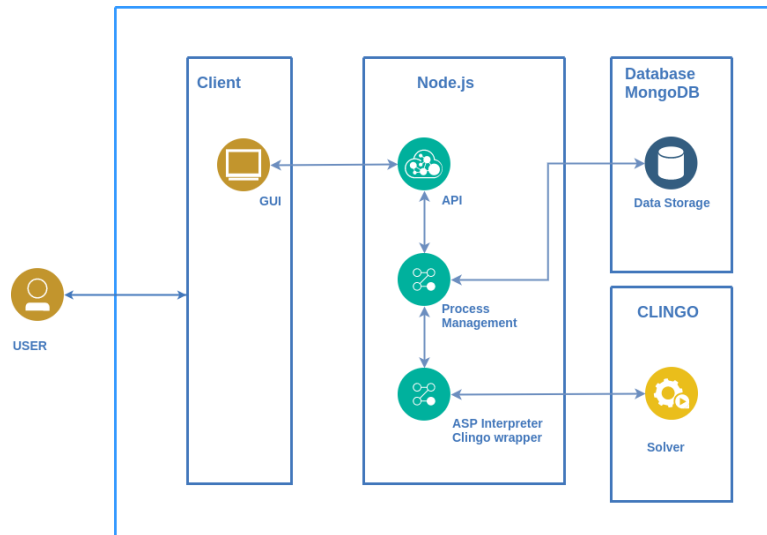 Client
Node.js
Database
MongoDB
GUI
API
Data Storage
Process
Management
CLINGO
USER
ASP Interpreter
Clingo wrapper
Solver